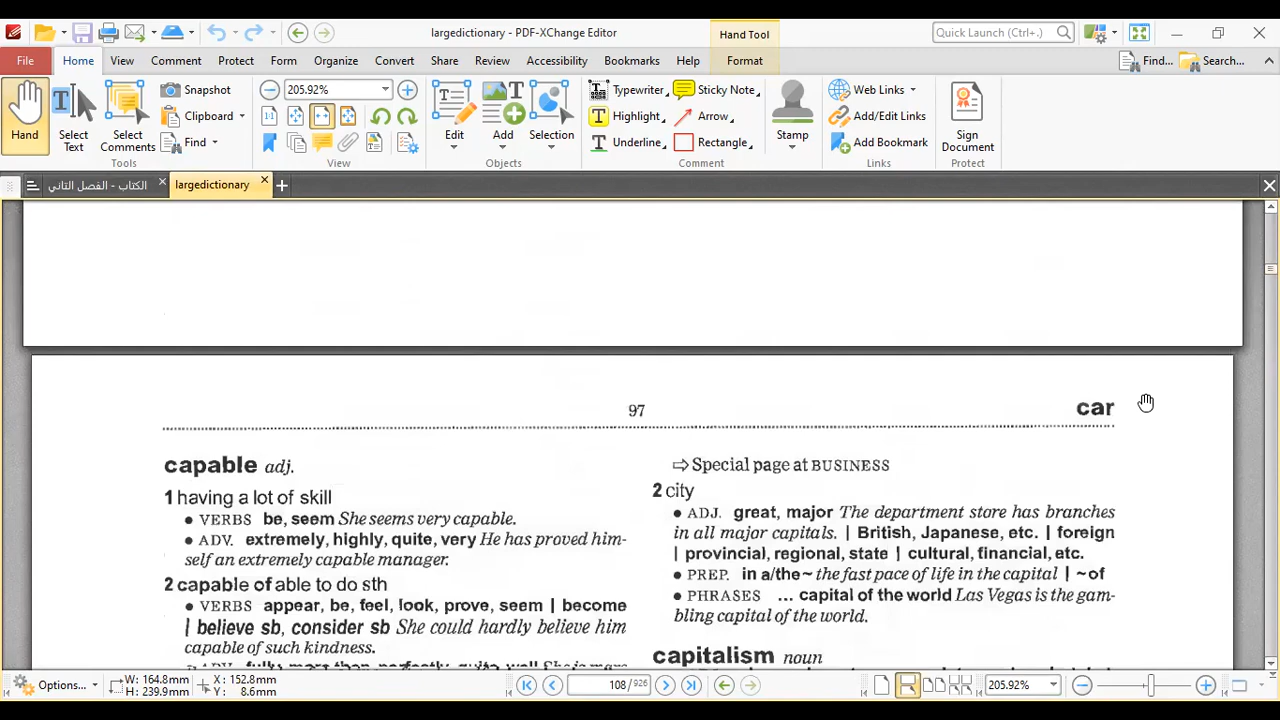 largedictionary - PDF-XChange Editor
Hand Tool
Quick Launch (Ctrl+.)
File Home View Comment Protect Form Organize Convert Share Review Accessibility Bookmarks Help Format Find... Search...
Hand
Select Text
Select Comments
Snapshot
Clipboard
Find
Tools
205.92%
View
Edit
Add
Selection
Objects
Typewriter
Highlight
Underline
Sticky Note
Arrow
Rectangle
Stamp
Comment
Web Links
Add/Edit Links
Add Bookmark
Links
Sign Document
Protect
الكتاب - الفصل الثاني
largedictionary
97
car
capable adj.
1 having a lot of skill
• VERBS be, seem She seems very capable.
• ADV. extremely, highly, quite, very He has proved him-
self an extremely capable manager.
2 capable of able to do sth
• VERBS appear, be, feel, look, prove, seem | become
| believe sb, consider sb She could hardly believe him
capable of such kindness.
⇨ Special page at BUSINESS
2 city
• ADJ. great, major The department store has branches
in all major capitals. | British, Japanese, etc. | foreign
| provincial, regional, state | cultural, financial, etc.
• PREP. in a/the~ the fast pace of life in the capital | ~of
• PHRASES ... capital of the world Las Vegas is the gam-
bling capital of the world.
capitalism noun
Options...
W: 164.8mm
H: 239.9mm
X: 152.8mm
Y: 8.6mm
108 / 926
205.92%